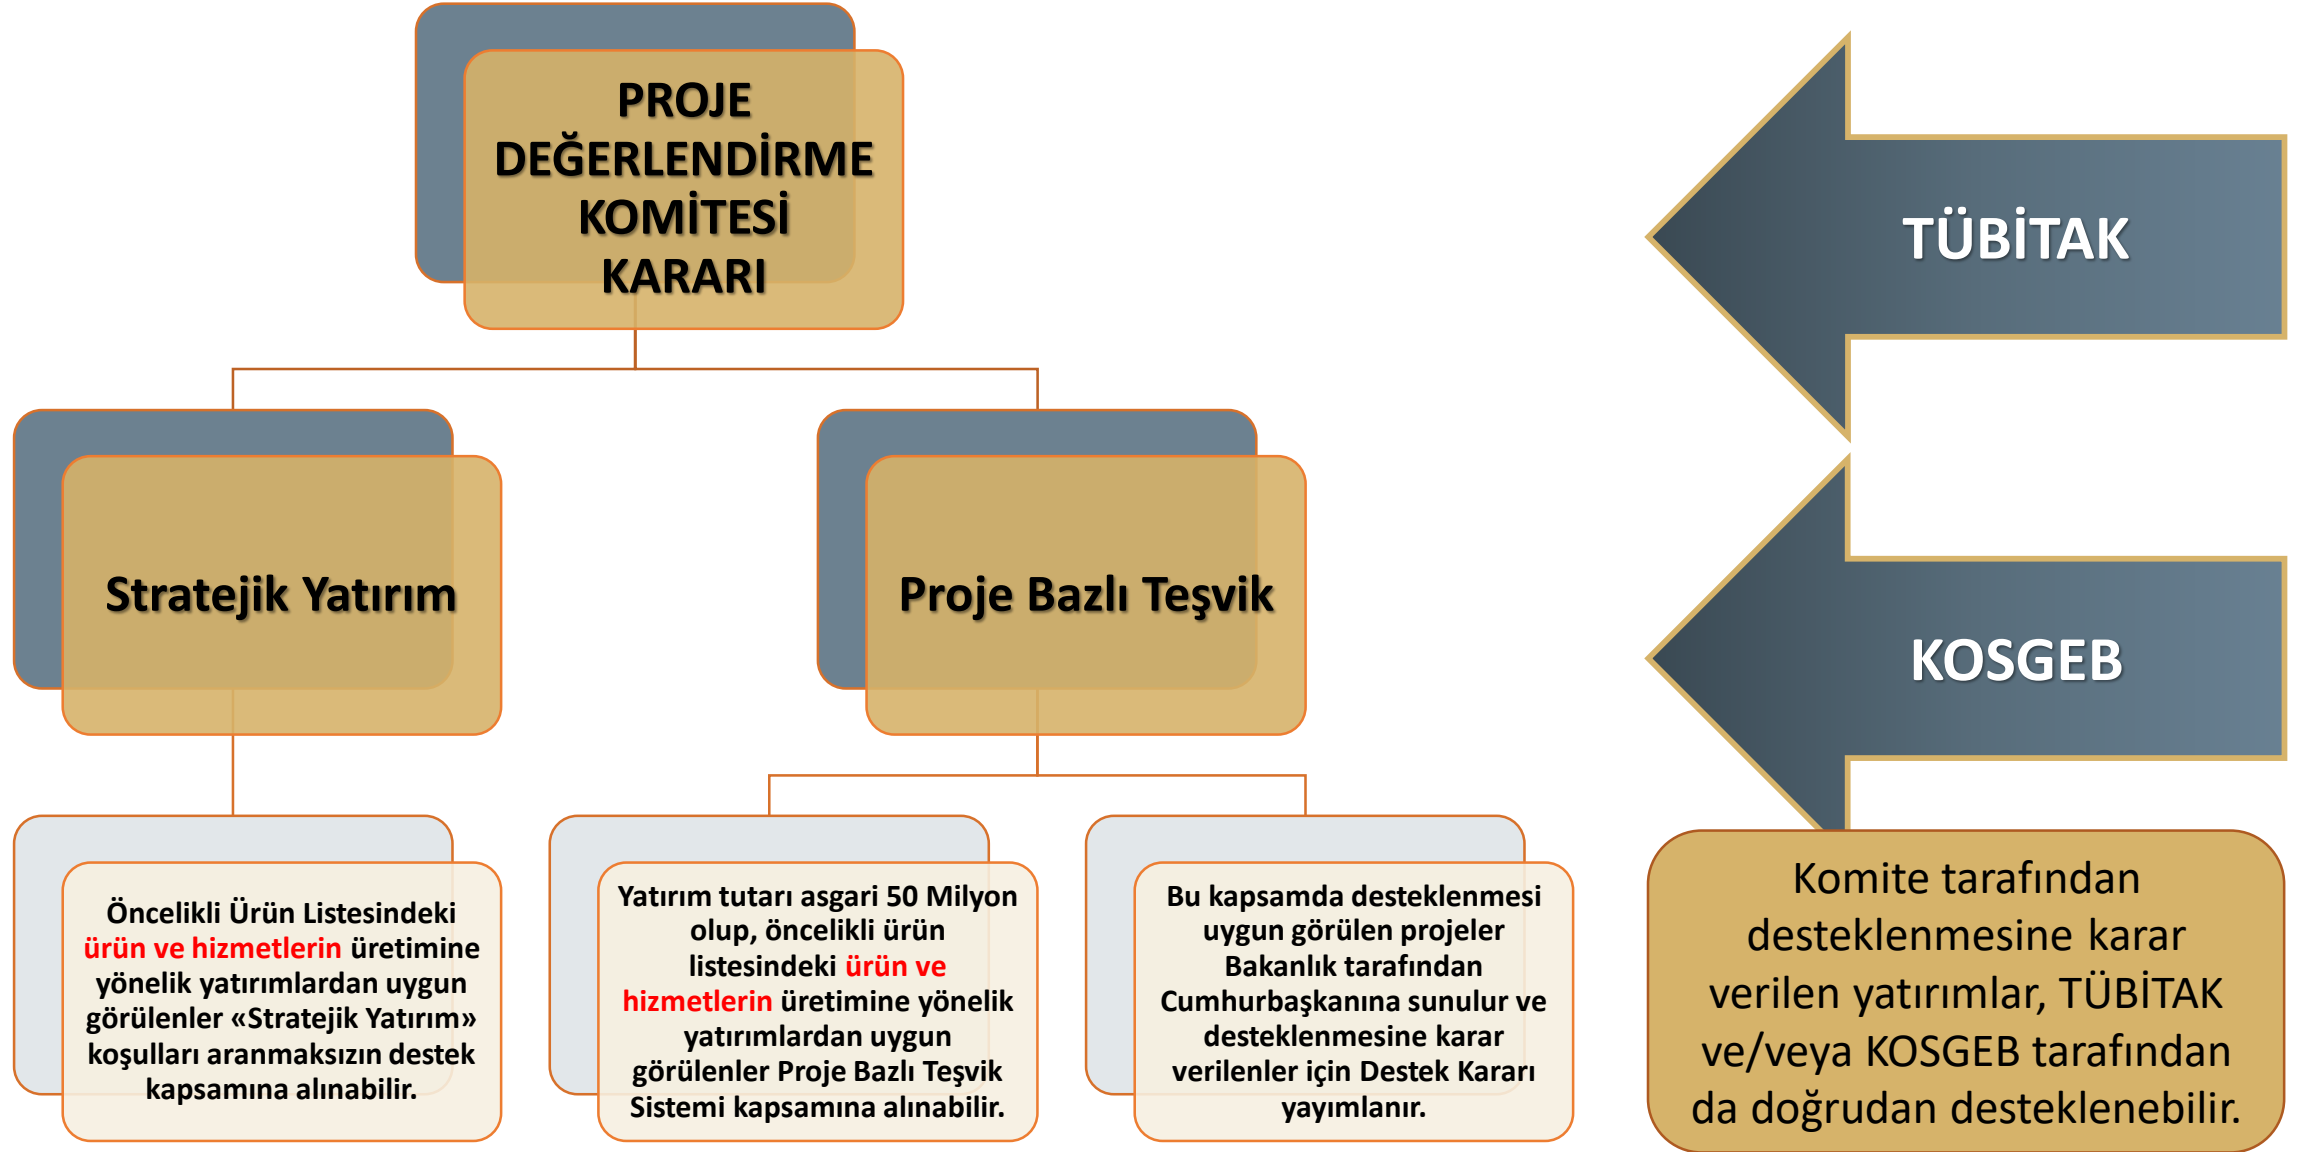 PROJE
DEĞERLENDİRME
KOMİTESİ
KARARI
Stratejik Yatırım
Proje Bazlı Teşvik
Öncelikli Ürün Listesindeki
ürün ve hizmetlerin üretimine
yönelik yatırımlardan uygun
görülenler «Stratejik Yatırım»
koşulları aranmaksızın destek
kapsamına alınabilir.
Yatırım tutarı asgari 50 Milyon
olup, öncelikli ürün
listesindeki ürün ve
hizmetlerin üretimine yönelik
yatırımlardan uygun
görülenler Proje Bazlı Teşvik
Sistemi kapsamına alınabilir.
Bu kapsamda desteklenmesi
uygun görülen projeler
Bakanlık tarafından
Cumhurbaşkanına sunulur ve
desteklenmesine karar
verilenler için Destek Kararı
yayımlanır.
TÜBİTAK
KOSGEB
Komite tarafından
desteklenmesine karar
verilen yatırımlar, TÜBİTAK
ve/veya KOSGEB tarafından
da doğrudan desteklenebilir.